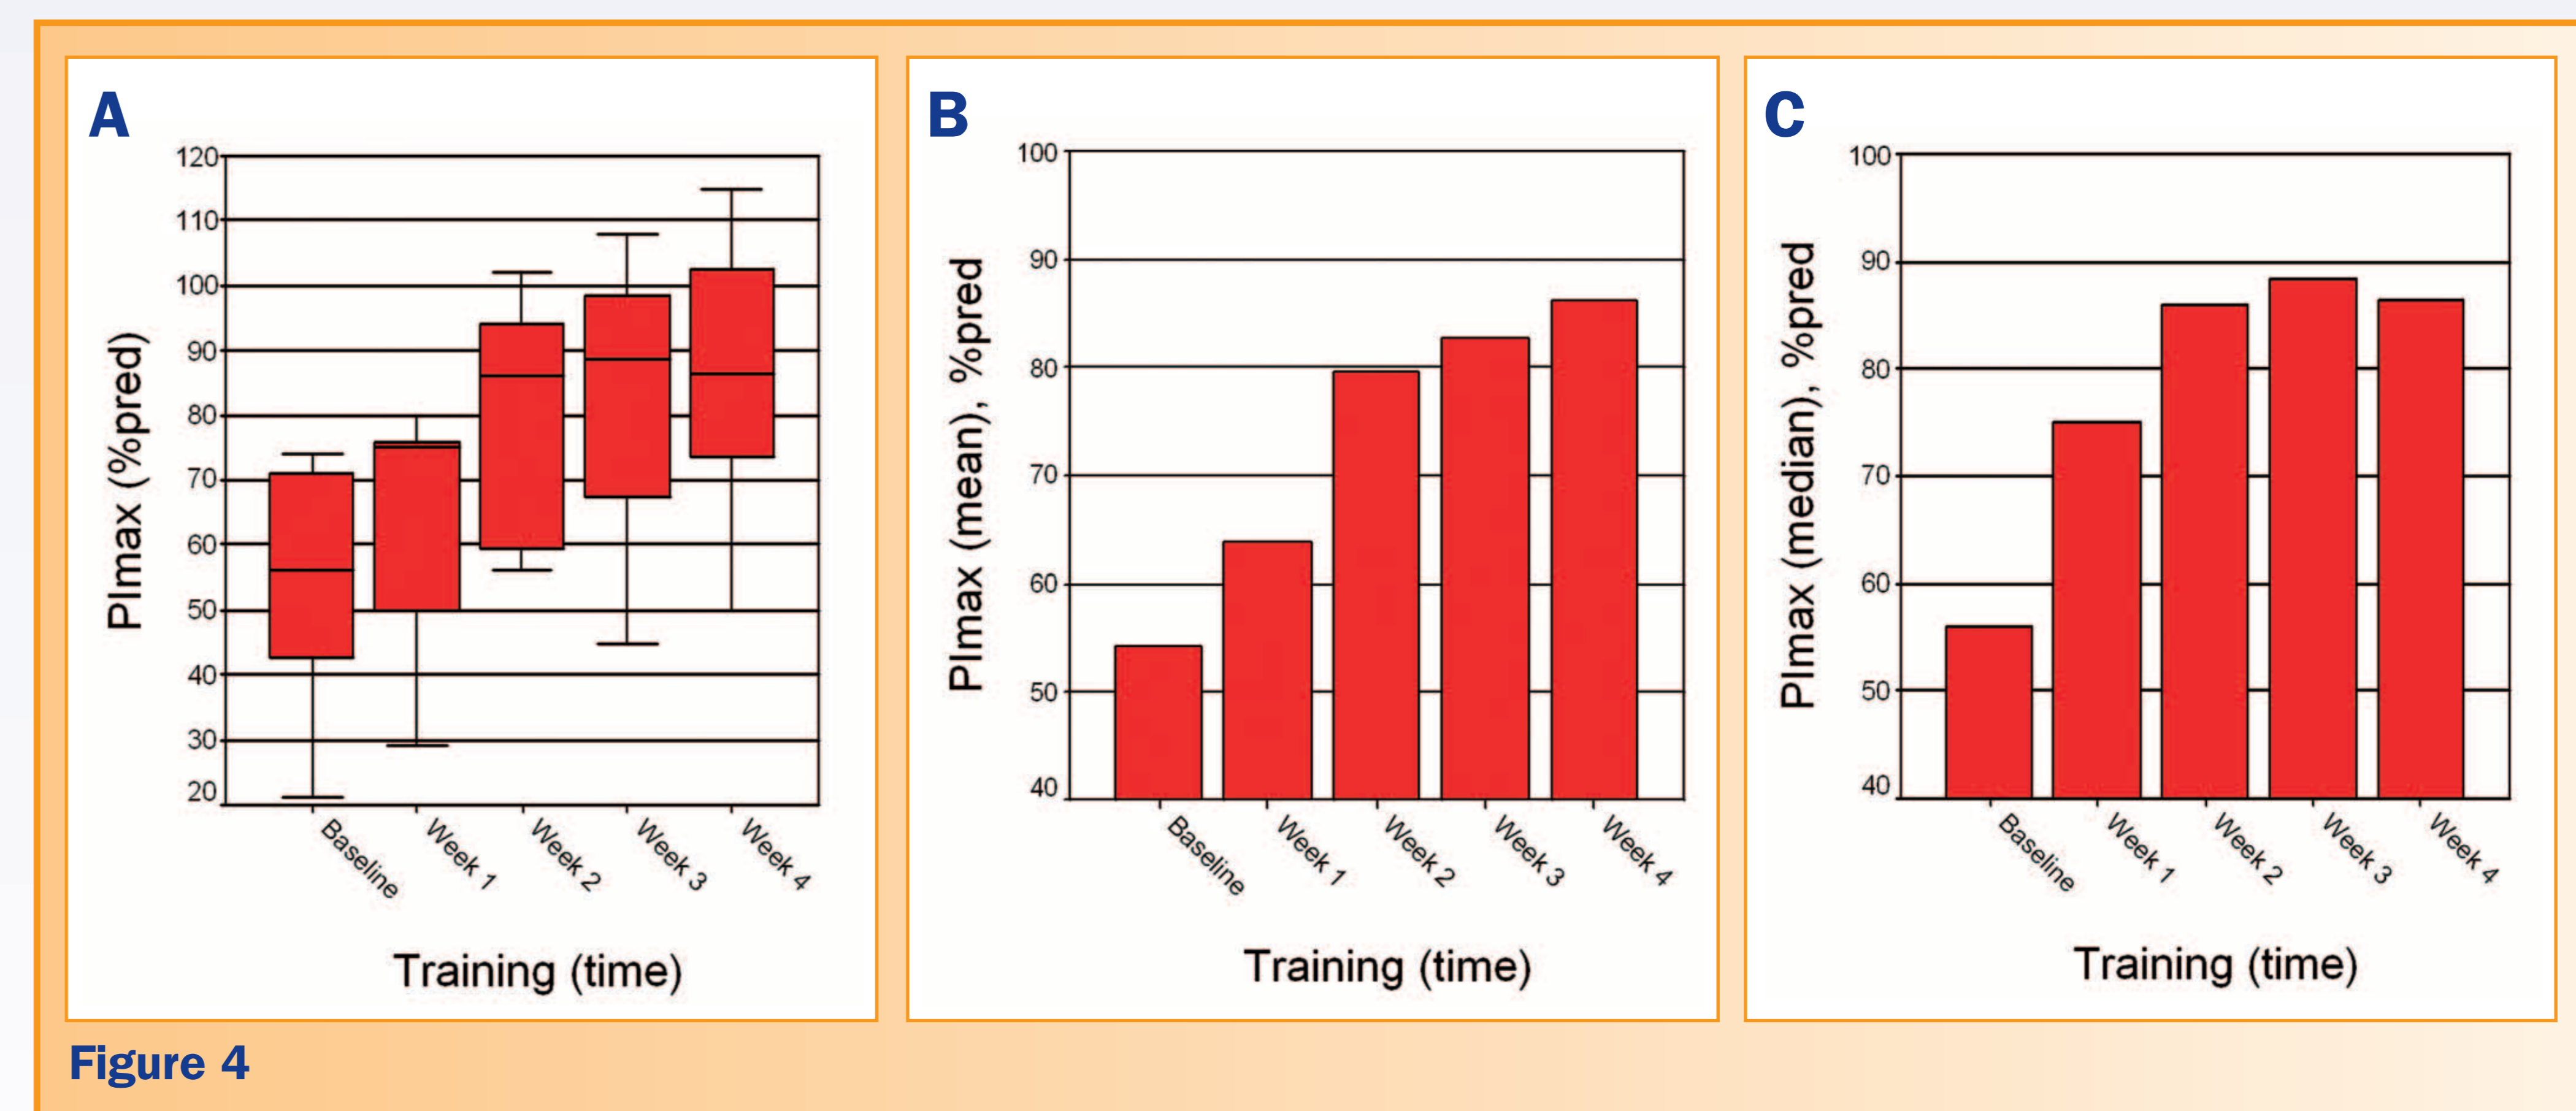 A
PImax (%pred)
120
110
100
90
80
70
60
50
40
30
20
Baseline
Week 1
Week 2
Week 3
Week 4
Training (time)
B
PImax (mean), %pred
100
90
80
70
60
50
40
Baseline
Week 1
Week 2
Week 3
Week 4
Training (time)
C
PImax (median), %pred
100
90
80
70
60
50
40
Baseline
Week 1
Week 2
Week 3
Week 4
Training (time)
Figure 4